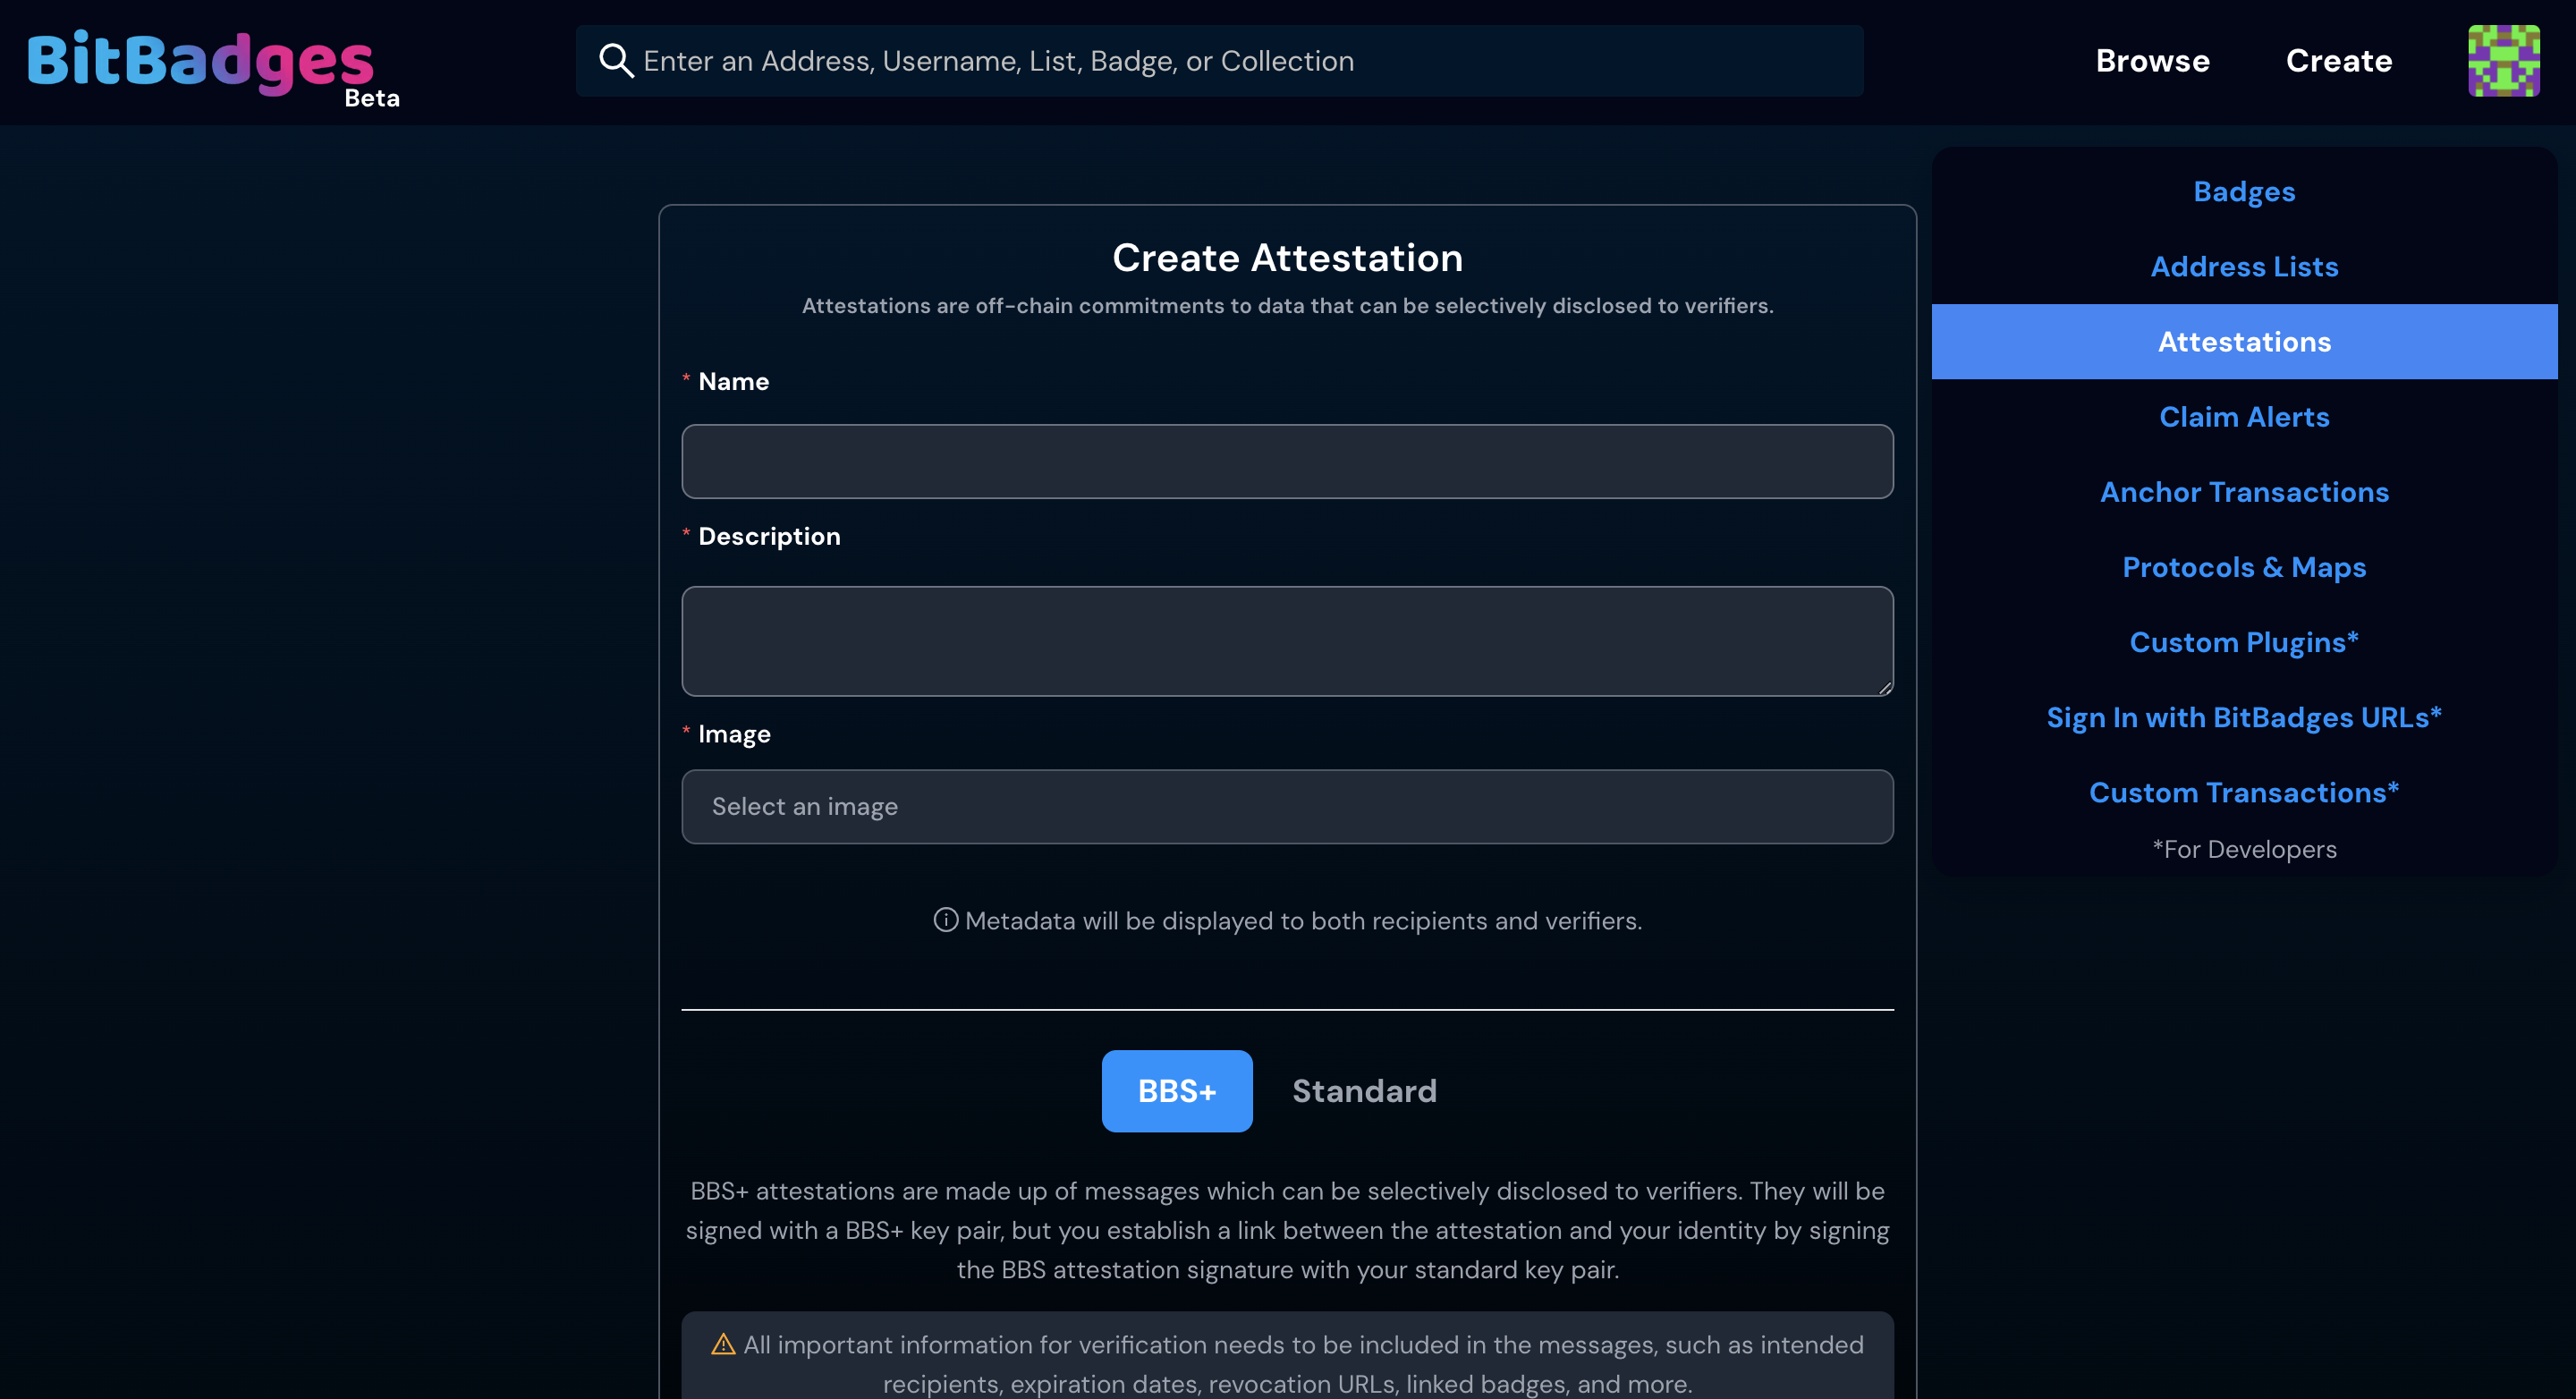 BitBadges
Beta
Enter an Address, Username, List, Badge, or Collection
Browse
Create
Badges
Address Lists
Attestations
Claim Alerts
Anchor Transactions
Protocols & Maps
Custom Plugins*
Sign In with BitBadges URLs*
Custom Transactions*
*For Developers
Create Attestation
Attestations are off-chain commitments to data that can be selectively disclosed to verifiers.
* Name
* Description
* Image
Select an image
Metadata will be displayed to both recipients and verifiers.
BBS+
Standard
BBS+ attestations are made up of messages which can be selectively disclosed to verifiers. They will be
signed with a BBS+ key pair, but you establish a link between the attestation and your identity by signing
the BBS attestation signature with your standard key pair.
All important information for verification needs to be included in the messages, such as intended
recipients, expiration dates, revocation URLs, linked badges, and more.